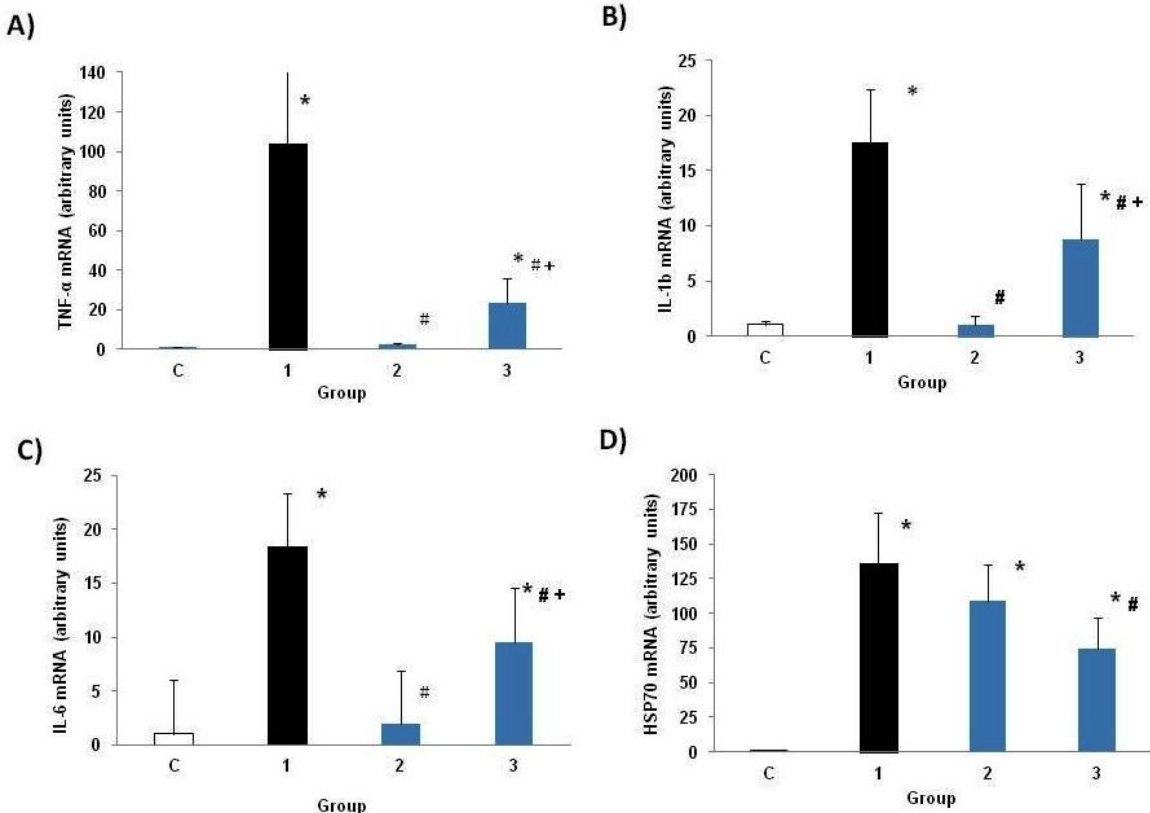 A)
TNF-α mRNA (arbitrary units)
140
120
100
80
60
40
20
0
*
#
* # +
C 1 2 3
Group
B)
IL-1b mRNA (arbitrary units)
25
20
15
10
5
0
*
#
* # +
C 1 2 3
Group
C)
IL-6 mRNA (arbitrary units)
25
20
15
10
5
0
*
#
* # +
C 1 2 3
Group
D)
HSP70 mRNA (arbitrary units)
200
175
150
125
100
75
50
25
0
*
*
* #
C 1 2 3
Group